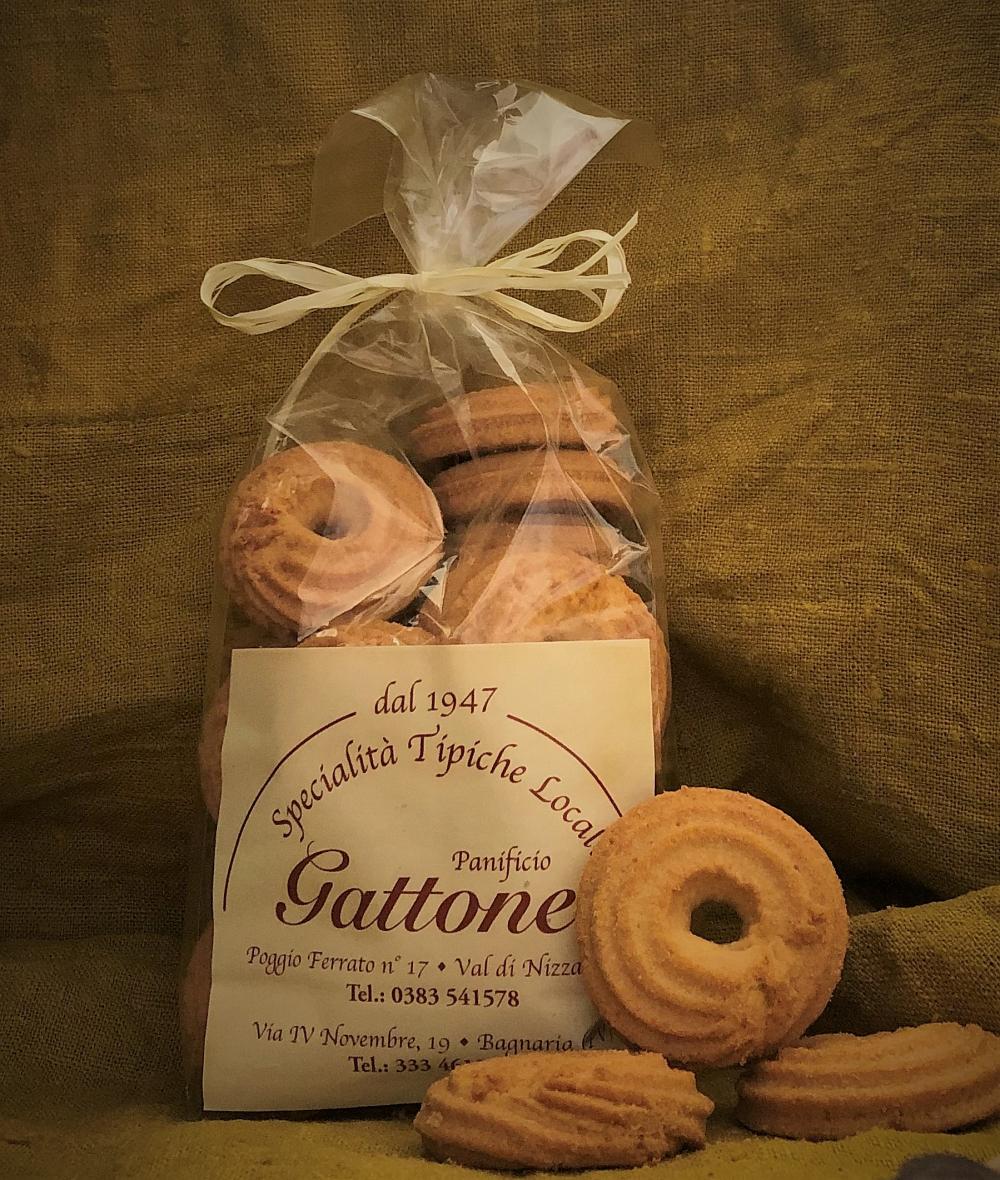 dal 1947
Specialità Tipiche Local
Panificio
Gattone
Poggio Ferrato n° 17 • Val di Nizza
Tel.: 0383 541578
Via IV Novembre, 19 • Bagnaria
Tel.: 333